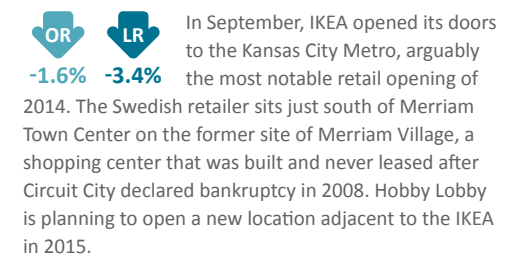 OR LR
-1.6% -3.4%
In September, IKEA opened its doors
to the Kansas City Metro, arguably
the most notable retail opening of
2014. The Swedish retailer sits just south of Merriam
Town Center on the former site of Merriam Village, a
shopping center that was built and never leased after
Circuit City declared bankruptcy in 2008. Hobby Lobby
is planning to open a new location adjacent to the IKEA
in 2015.